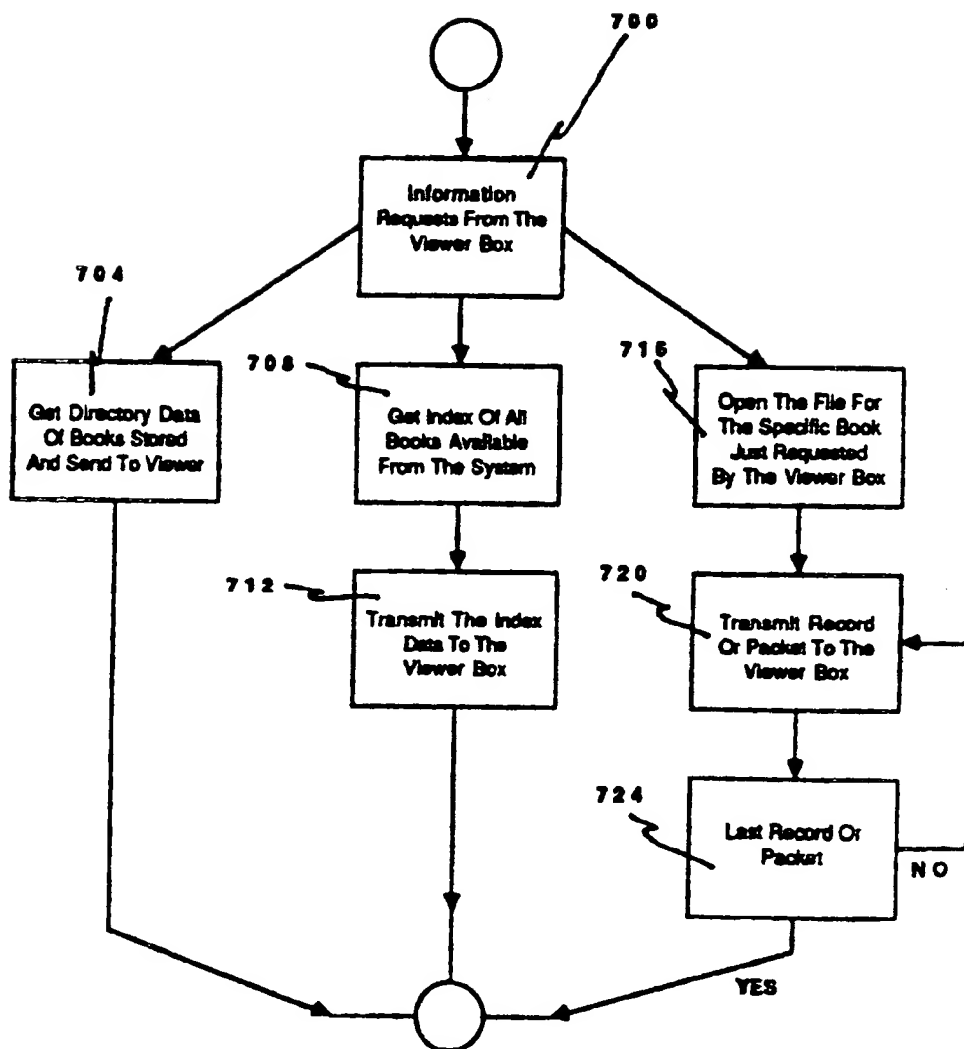 700
Information
Requests From The
Viewer Box
704
Get Directory Data
Of Books Stored
And Send To Viewer
708
Get Index Of All
Books Available
From The System
715
Open The File For
The Specific Book
Just Requested
By The Viewer Box
712
Transmit The Index
Data To The
Viewer Box
720
Transmit Record
Or Packet To The
Viewer Box
724
Last Record Or
Packet
NO
YES